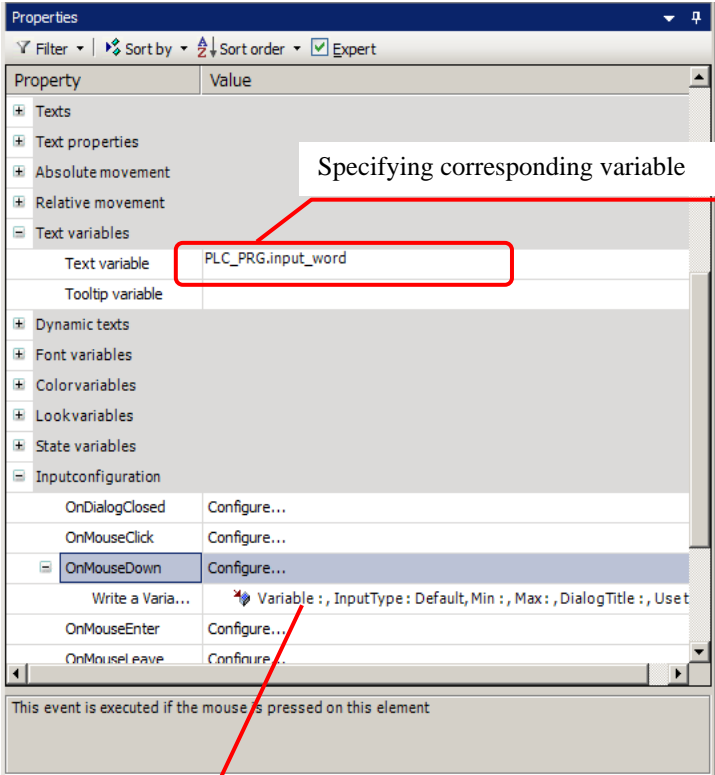 Properties
Filter Sort by Sort order Expert
Property Value
Texts
Text properties
Specifying corresponding variable
Absolute movement
Relative movement
Text variables
Text variable PLC_PRG.input_word
Tooltip variable
Dynamic texts
Font variables
Colorvariables
Lookvariables
State variables
Inputconfiguration
OnDialogClosed Configure...
OnMouseClick Configure...
OnMouseDown Configure...
Write a Varia... Variable : , InputType : Default, Min : , Max : , DialogTitle : , Use t
OnMouseEnter Configure...
OnMouseLeave Configure...
This event is executed if the mouse is pressed on this element